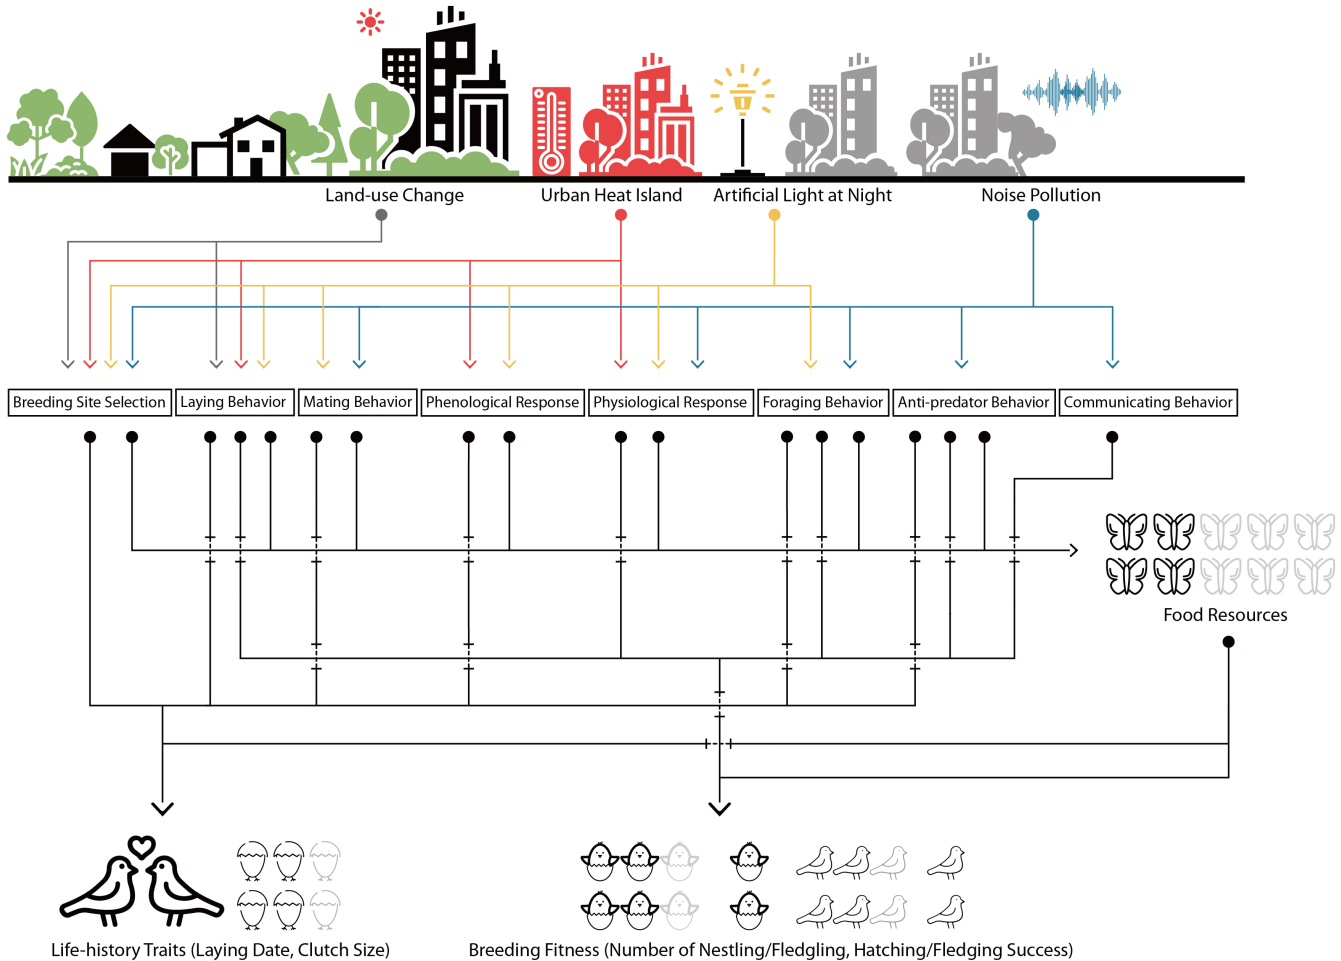 Land-use Change
Urban Heat Island
Artificial Light at Night
Noise Pollution
Breeding Site Selection
Laying Behavior
Mating Behavior
Phenological Response
Physiological Response
Foraging Behavior
Anti-predator Behavior
Communicating Behavior
Food Resources
Life-history Traits (Laying Date, Clutch Size)
Breeding Fitness (Number of Nestling/Fledgling, Hatching/Fledging Success)